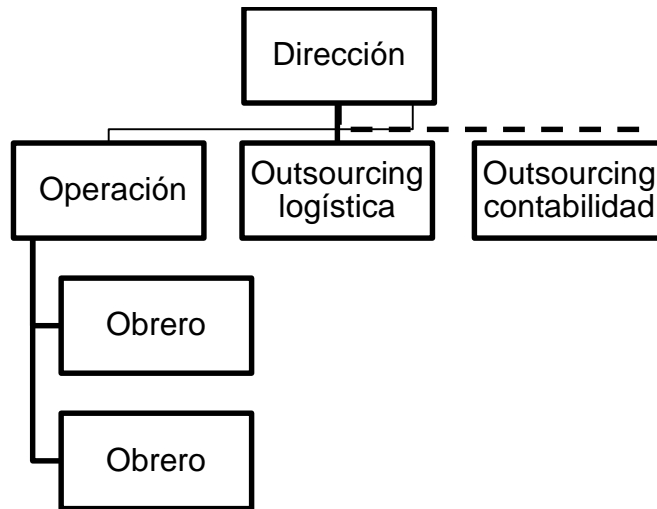 Dirección
Operación
Outsourcing
logística
Outsourcing
contabilidad
Obrero
Obrero